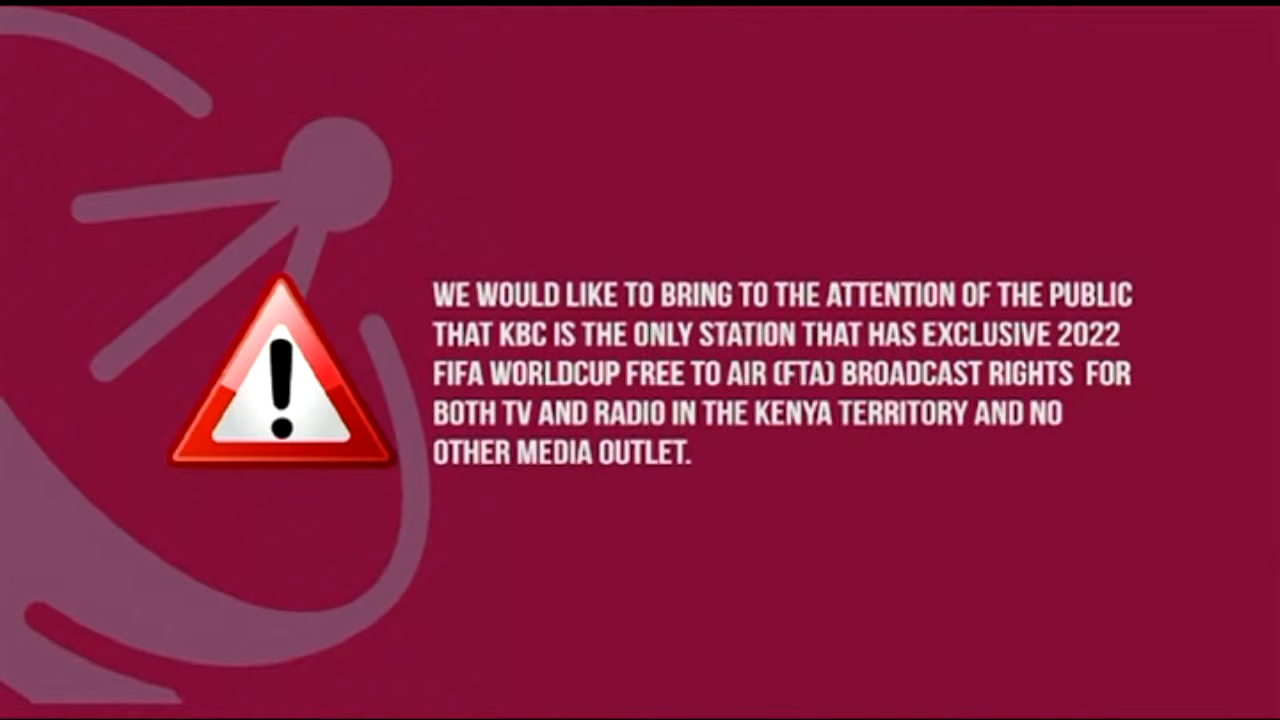 WE WOULD LIKE TO BRING TO THE ATTENTION OF THE PUBLIC
THAT KBC IS THE ONLY STATION THAT HAS EXCLUSIVE 2022
FIFA WORLDCUP FREE TO AIR (FTA) BROADCAST RIGHTS  FOR
BOTH TV AND RADIO IN THE KENYA TERRITORY AND NO
OTHER MEDIA OUTLET.